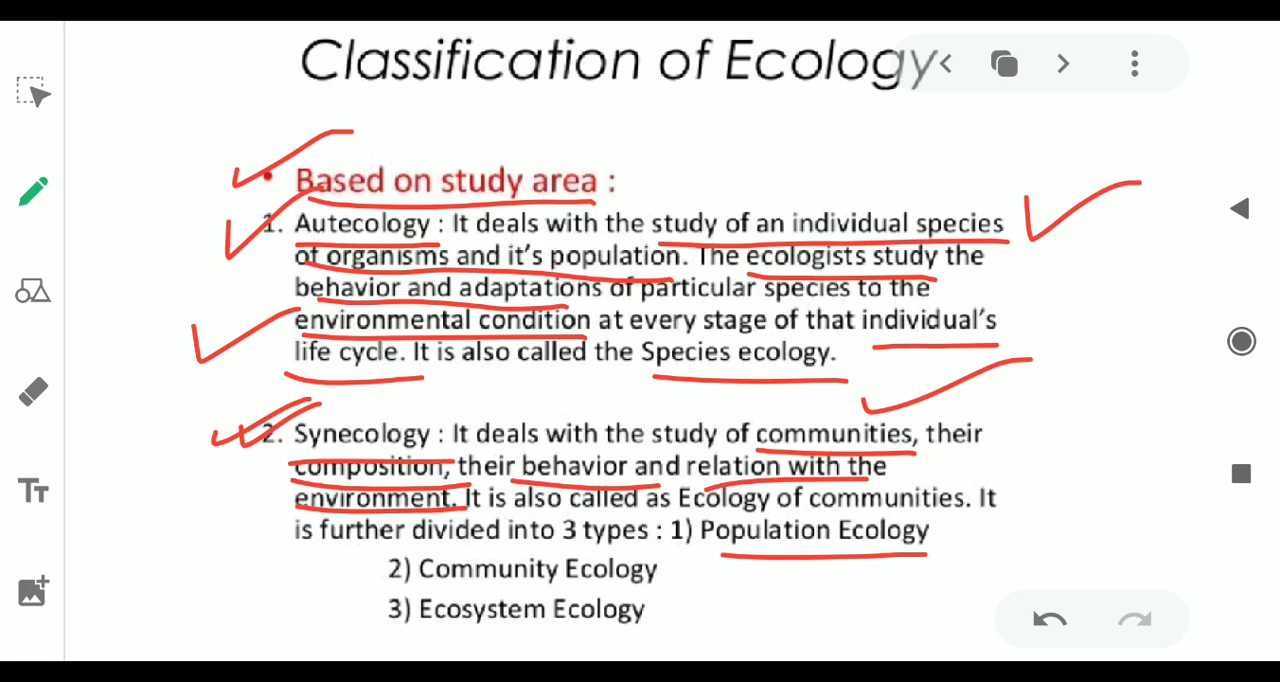 Classification of Ecology
• Based on study area :
1. Autecology : It deals with the study of an individual species
of organisms and it's population. The ecologists study the
behavior and adaptations of particular species to the
environmental condition at every stage of that individual's
life cycle. It is also called the Species ecology.
2. Synecology : It deals with the study of communities, their
composition, their behavior and relation with the
environment. It is also called as Ecology of communities. It
is further divided into 3 types : 1) Population Ecology
2) Community Ecology
3) Ecosystem Ecology
TT